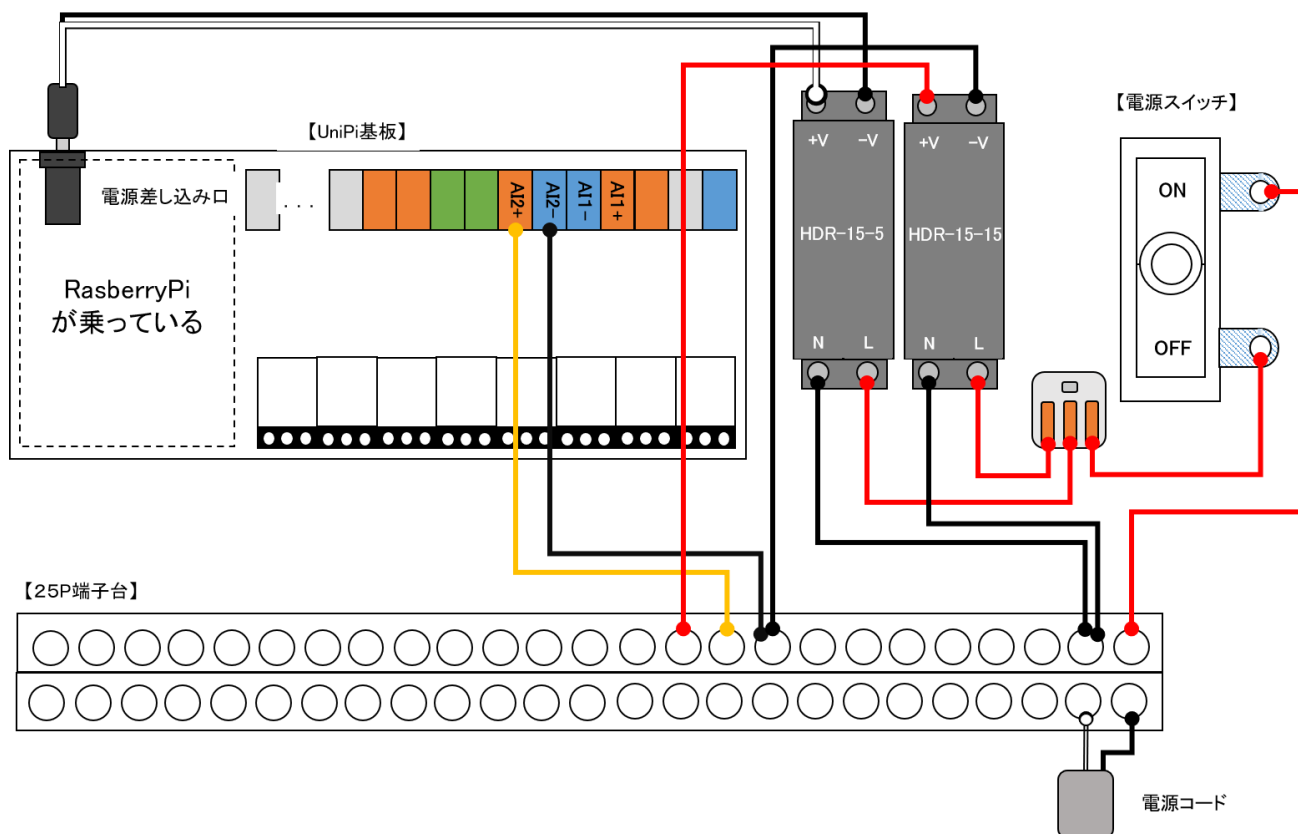 【UniPi基板】
電源差し込み口
. . .
AI2+
AI2-
AI1-
AI1+
RasberryPi
が乗っている
+V
-V
+V
-V
HDR-15-5
HDR-15-15
N
L
N
L
【電源スイッチ】
ON
OFF
【25P端子台】
電源コード